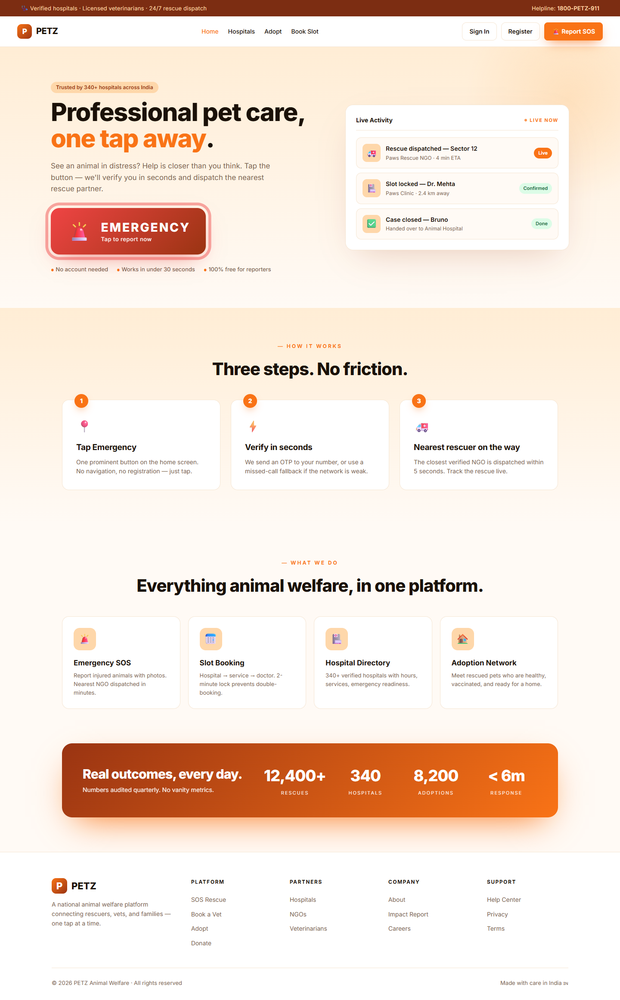 Verified hospitals · Licensed veterinarians · 24/7 rescue dispatch
Helpline: 1800-PETZ-911
P PETZ
Home Hospitals Adopt Book Slot
Sign In
Register
Report SOS
Trusted by 340+ hospitals across India
Professional pet care,
one tap away.
See an animal in distress? Help is closer than you think. Tap the
button — we'll verify you in seconds and dispatch the nearest
rescue partner.
EMERGENCY
Tap to report now
No account needed
Works in under 30 seconds
100% free for reporters
Live Activity
LIVE NOW
Rescue dispatched — Sector 12
Paws Rescue NGO · 4 min ETA
Live
Slot locked — Dr. Mehta
Paws Clinic · 2.4 km away
Confirmed
Case closed — Bruno
Handed over to Animal Hospital
Done
— HOW IT WORKS
Three steps. No friction.
1
Tap Emergency
One prominent button on the home screen.
No navigation, no registration — just tap.
2
Verify in seconds
We send an OTP to your number, or use a
missed-call fallback if the network is weak.
3
Nearest rescuer on the way
The closest verified NGO is dispatched within
5 seconds. Track the rescue live.
— WHAT WE DO
Everything animal welfare, in one platform.
Emergency SOS
Report injured animals with photos.
Nearest NGO dispatched in
minutes.
Slot Booking
Hospital → service → doctor. 2-
minute lock prevents double-
booking.
Hospital Directory
340+ verified hospitals with hours,
services, emergency readiness.
Adoption Network
Meet rescued pets who are healthy,
vaccinated, and ready for a home.
Real outcomes, every day.
Numbers audited quarterly. No vanity metrics.
12,400+
RESCUES
340
HOSPITALS
8,200
ADOPTIONS
< 6m
RESPONSE
P PETZ
A national animal welfare platform
connecting rescuers, vets, and families —
one tap at a time.
PLATFORM
SOS Rescue
Book a Vet
Adopt
Donate
PARTNERS
Hospitals
NGOs
Veterinarians
COMPANY
About
Impact Report
Careers
SUPPORT
Help Center
Privacy
Terms
© 2026 PETZ Animal Welfare · All rights reserved
Made with care in India IN